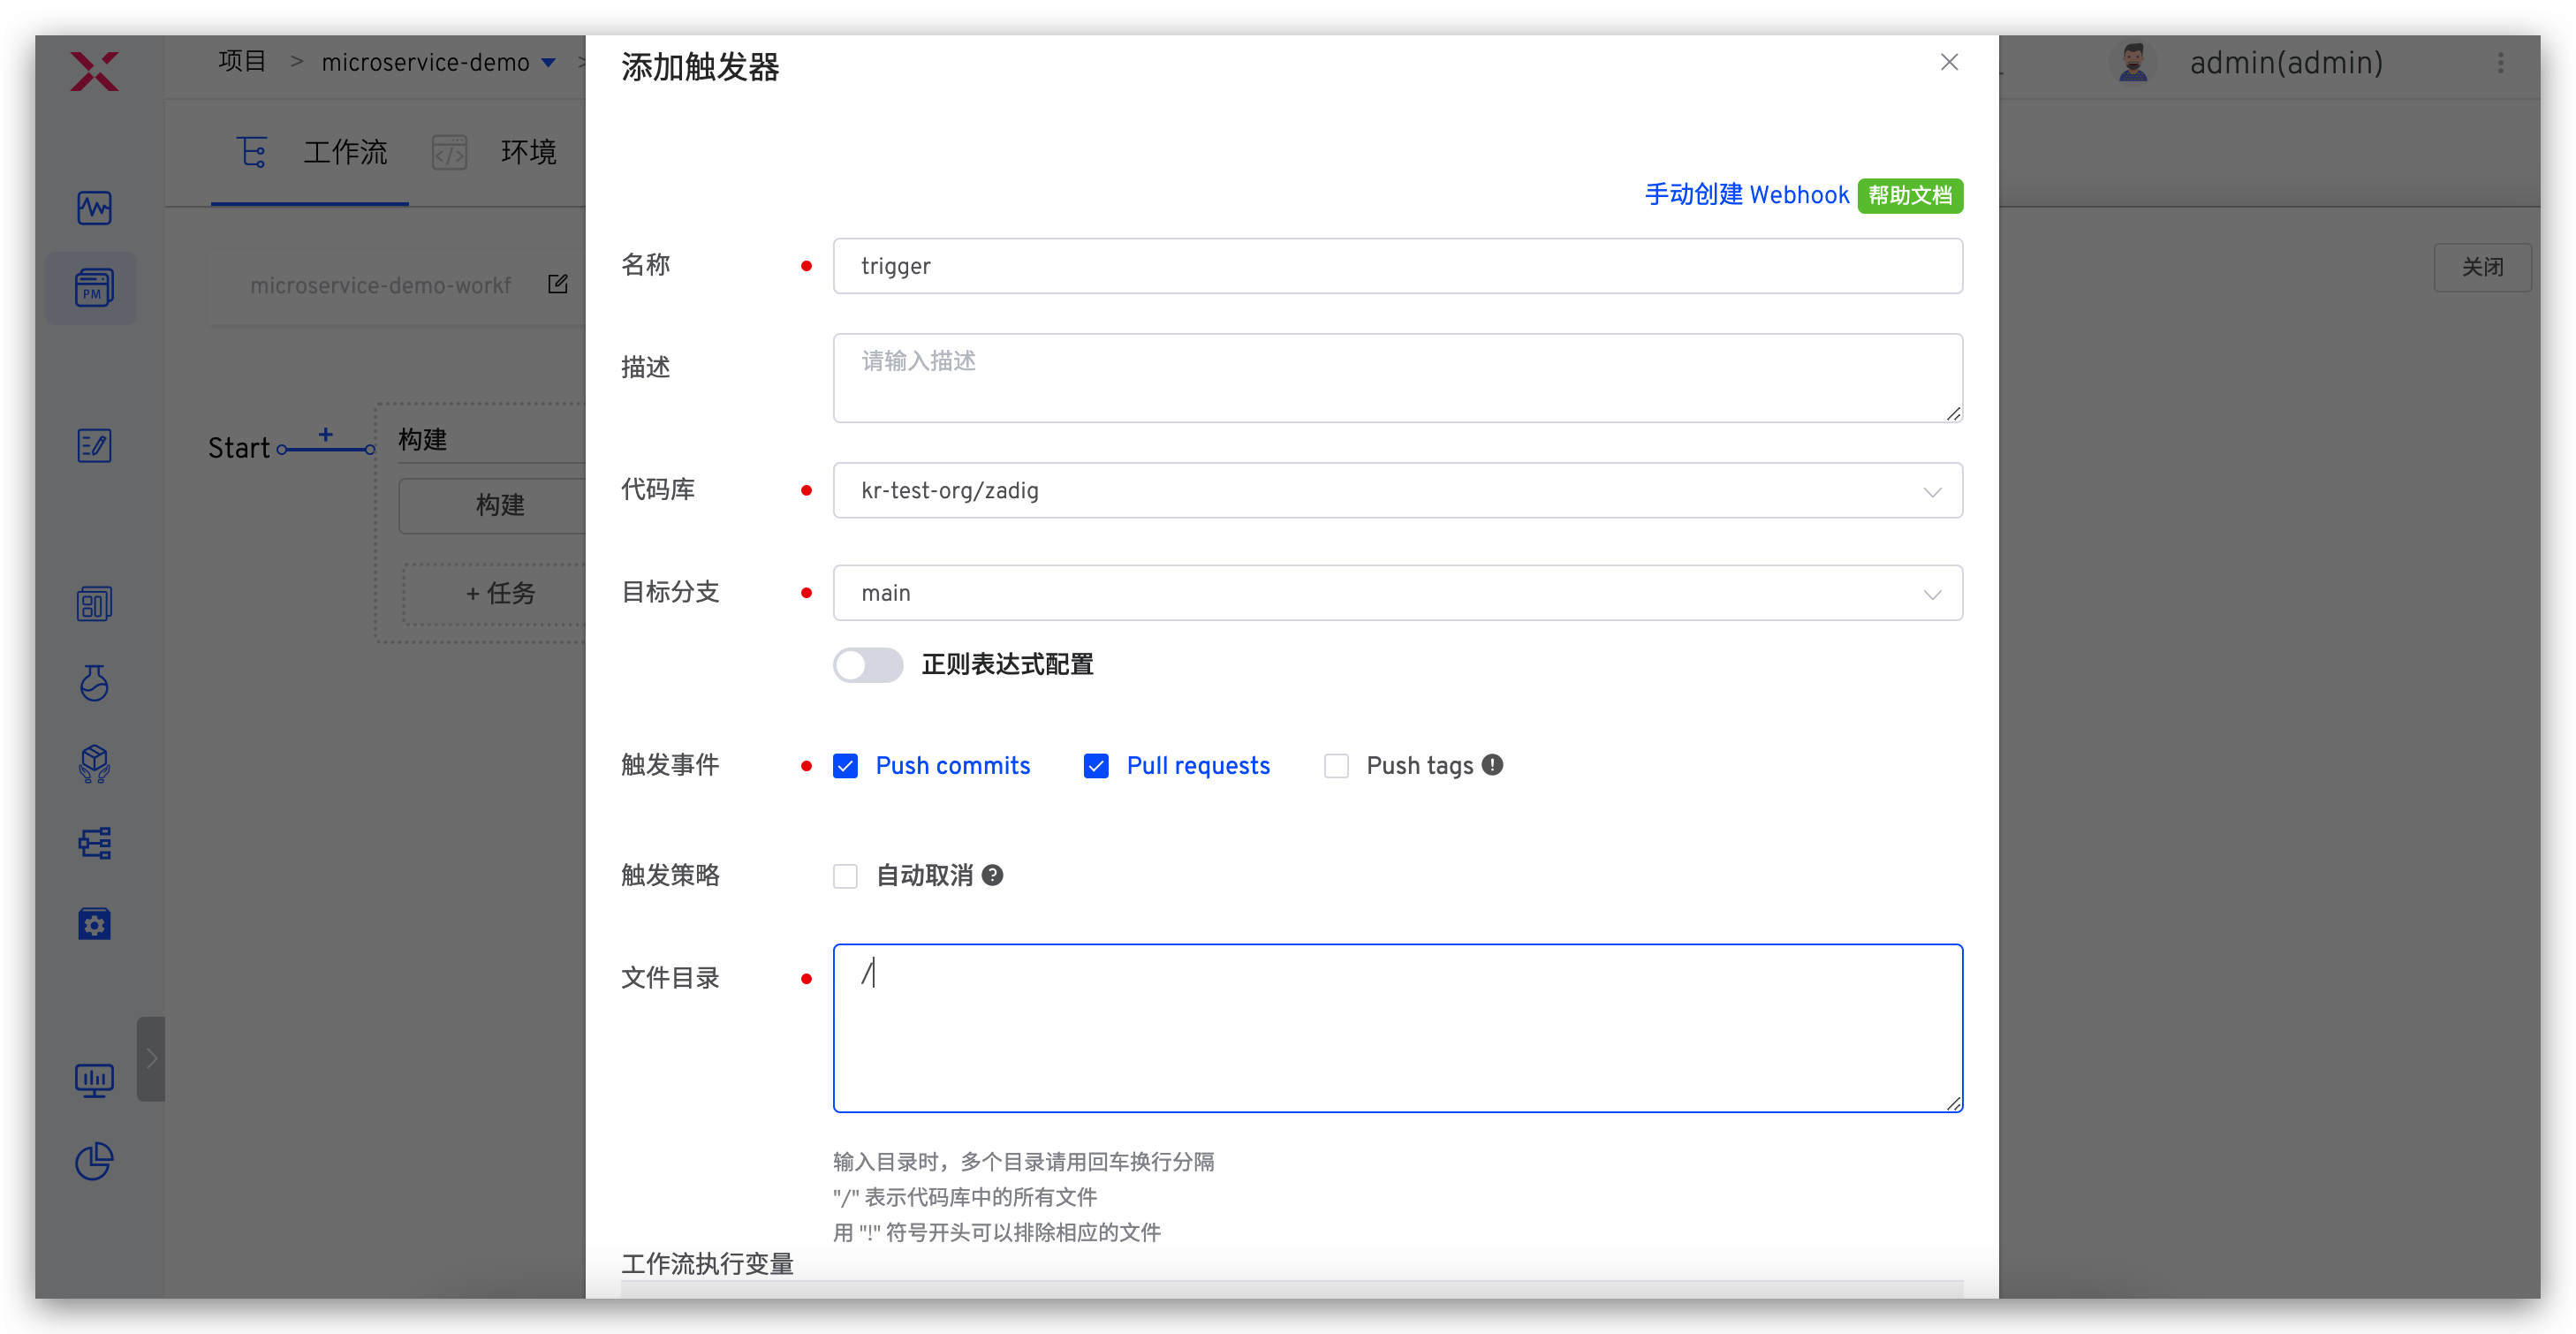 项目 > microservice-demo >
admin(admin)
添加触发器
工作流
环境
手动创建 Webhook 帮助文档
microservice-demo-workf
关闭
PM
名称
trigger
描述
请输入描述
Start
+
构建
构建
+ 任务
代码库
kr-test-org/zadig
目标分支
main
正则表达式配置
触发事件
Push commits
Pull requests
Push tags
触发策略
自动取消
文件目录
/
输入目录时，多个目录请用回车换行分隔
"/" 表示代码库中的所有文件
用 "!" 符号开头可以排除相应的文件
工作流执行变量